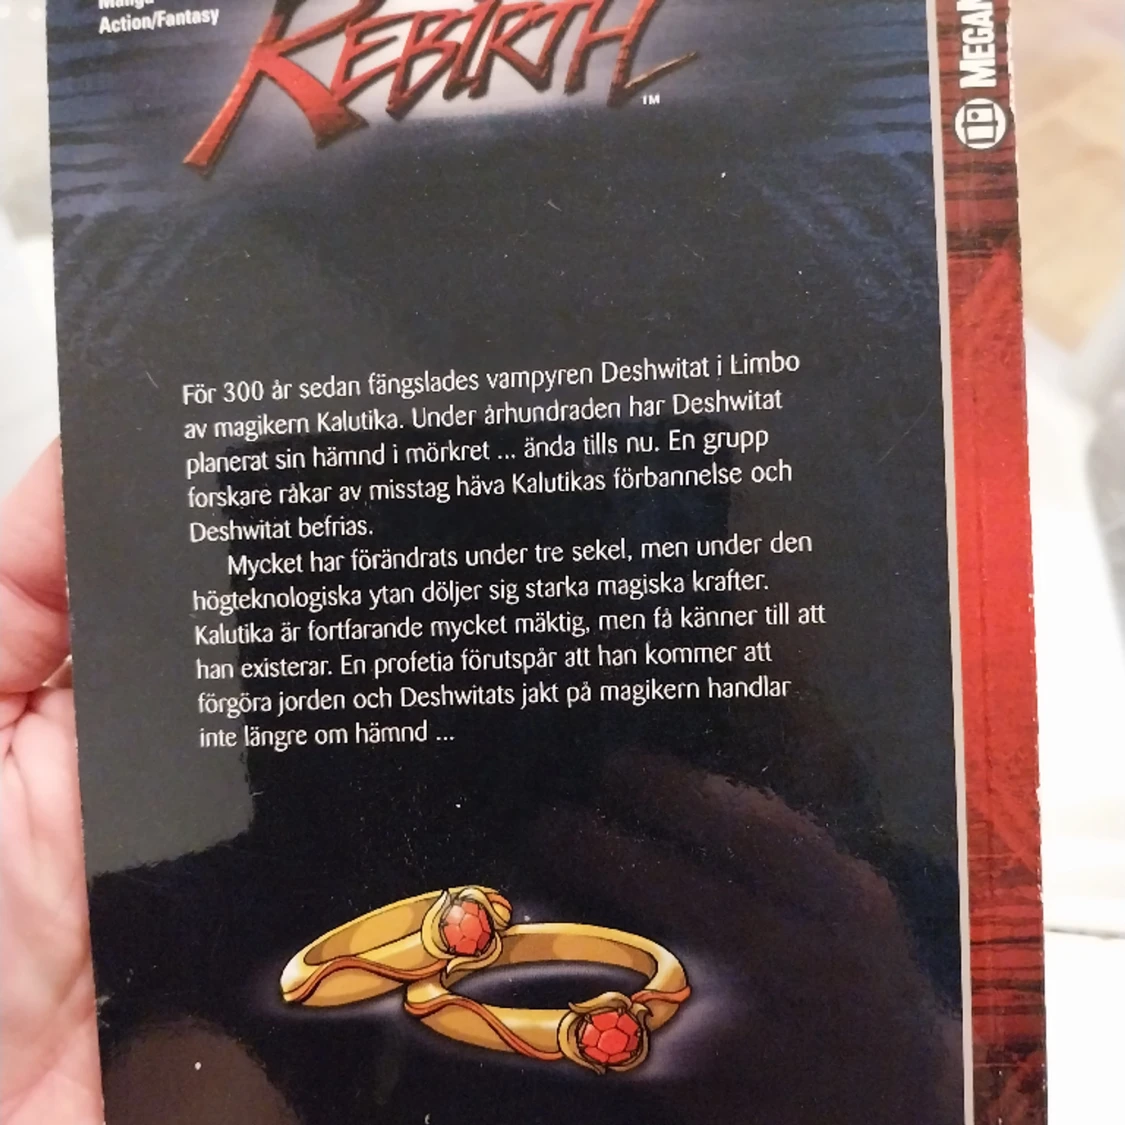 Manga
Action/Fantasy
REBIRTH
™
För 300 år sedan fängslades vampyren Deshwitat i Limbo
av magikern Kalutika. Under århundraden har Deshwitat
planerat sin hämnd i mörkret ... ända tills nu. En grupp
forskare råkar av misstag häva Kalutikas förbannelse och
Deshwitat befrias.
Mycket har förändrats under tre sekel, men under den
högteknologiska ytan döljer sig starka magiska krafter.
Kalutika är fortfarande mycket mäktig, men få känner till att
han existerar. En profetia förutspår att han kommer att
förgöra jorden och Deshwitats jakt på magikern handlar
inte längre om hämnd ...